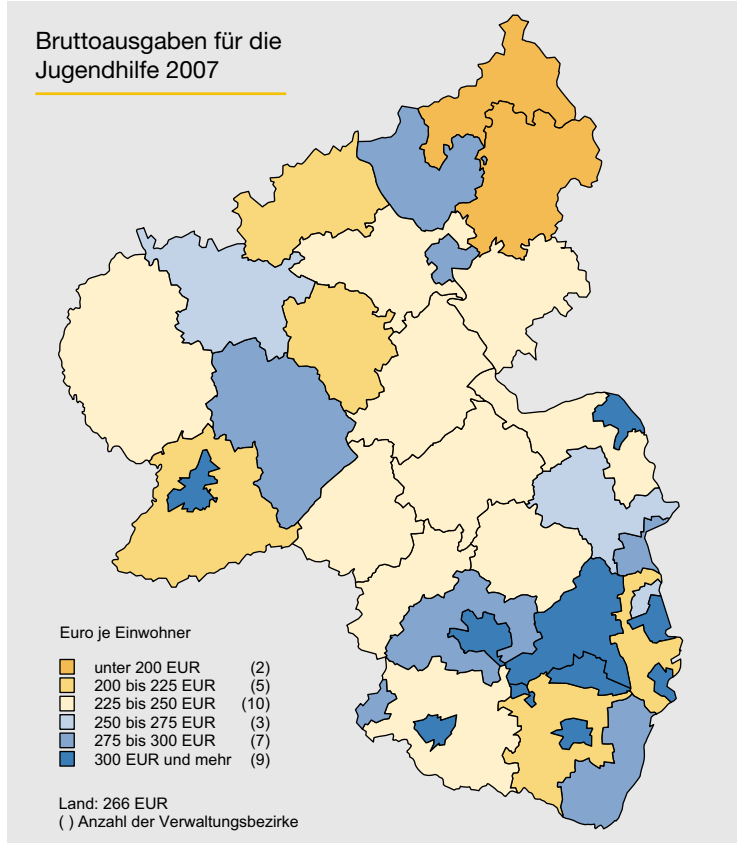 Bruttoausgaben für die
Jugendhilfe 2007
Euro je Einwohner
unter 200 EUR (2)
200 bis 225 EUR (5)
225 bis 250 EUR (10)
250 bis 275 EUR (3)
275 bis 300 EUR (7)
300 EUR und mehr (9)
Land: 266 EUR
( ) Anzahl der Verwaltungsbezirke